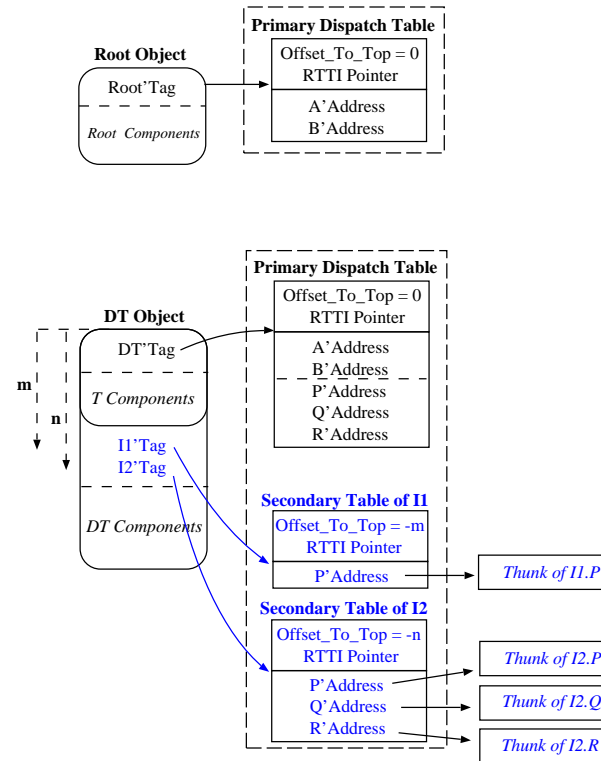 Primary Dispatch Table
Root Object
Offset_To_Top = 0
RTTI Pointer
Root’Tag
A’Address
B’Address
Root Components
Primary Dispatch Table
Offset_To_Top = 0
RTTI Pointer
DT Object
DT’Tag
A’Address
B’Address
P’Address
Q’Address
R’Address
m
n
T Components
I1’Tag
I2’Tag
DT Components
Secondary Table of I1
Offset_To_Top = -m
RTTI Pointer
P’Address
Thunk of I1.P
Secondary Table of I2
Offset_To_Top = -n
RTTI Pointer
P’Address
Q’Address
R’Address
Thunk of I2.P
Thunk of I2.Q
Thunk of I2.R